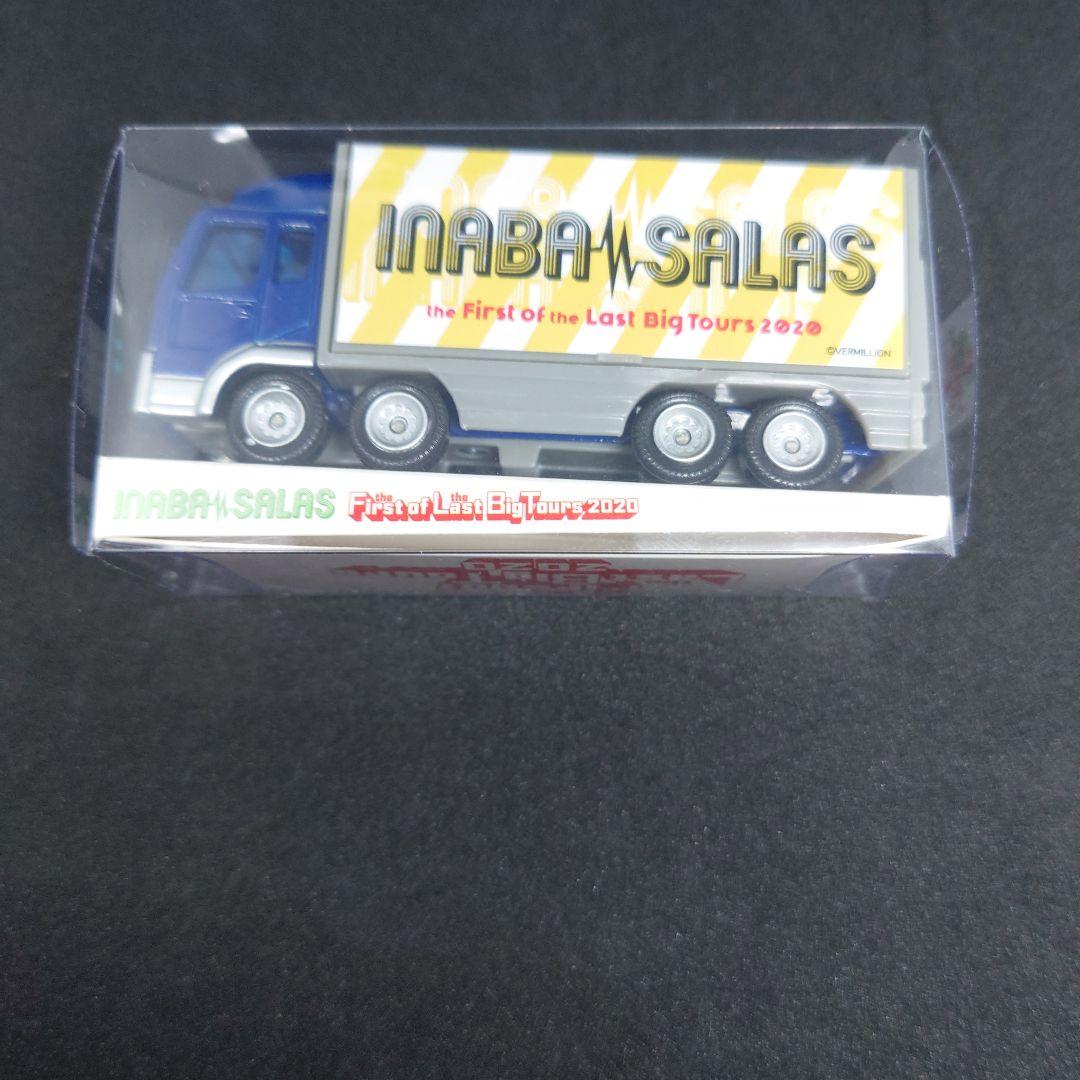 INABA SALAS
the First of the Last Big Tours 2020
©VERMILLION
INABA SALAS the First of the Last Big Tours 2020